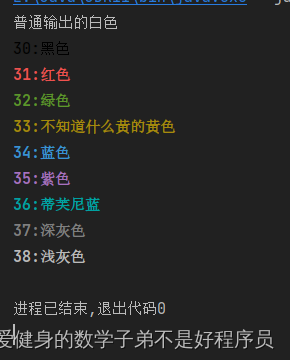 普通输出的白色
30:黑色
31:红色
32:绿色
33:不知道什么黄的黄色
34:蓝色
35:紫色
36:蒂芙尼蓝
37:深灰色
38:浅灰色
进程已结束,退出代码0
爱健身的数学子弟不是好程序员